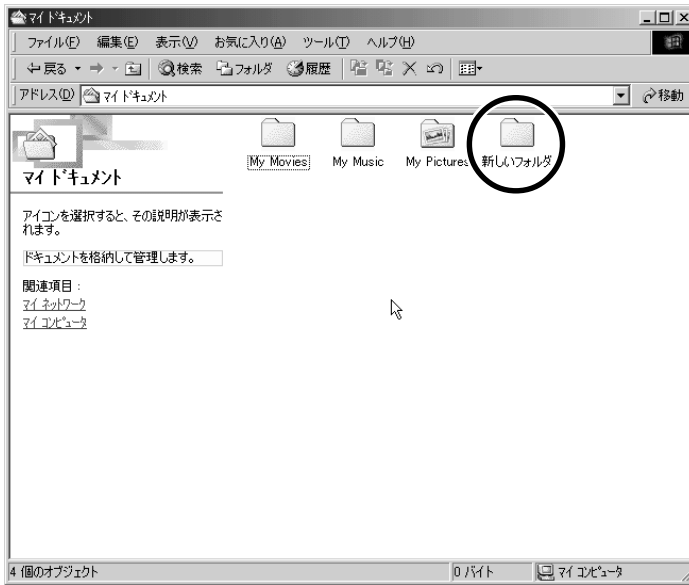 マイ ドキュメント
ファイル(F) 編集(E) 表示(V) お気に入り(A) ツール(T) ヘルプ(H)
戻る 検索 フォルダ 履歴
アドレス(D) マイ ドキュメント 移動
My Movies My Music My Pictures 新しいフォルダ
マイ ドキュメント
アイコンを選択すると、その説明が表示さ
れます。
ドキュメントを格納して管理します。
関連項目:
マイ ネットワーク
マイ コンピュータ
4 個のオブジェクト 0 バイト マイ コンピュータ